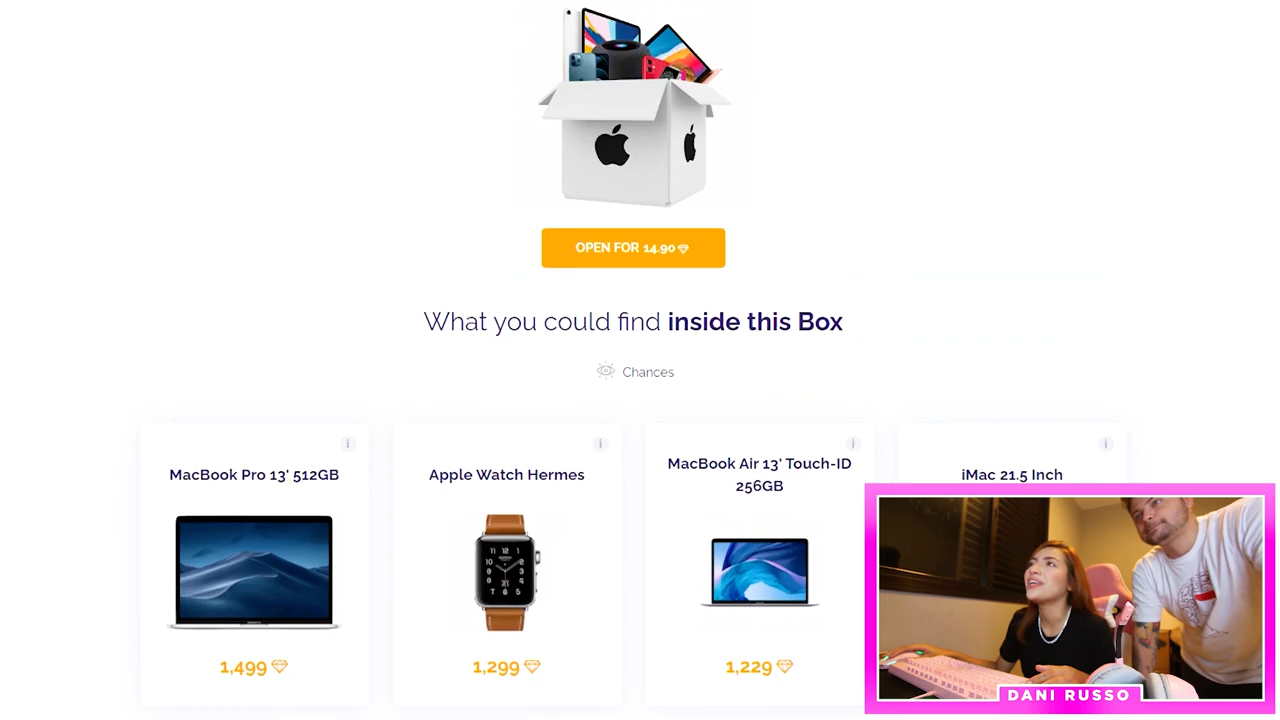 OPEN FOR 14.90
What you could find inside this Box
Chances
MacBook Pro 13' 512GB
Apple Watch Hermes
MacBook Air 13' Touch-ID
256GB
iMac 21.5 Inch
1,499
1,299
1,229
DANI RUSSO